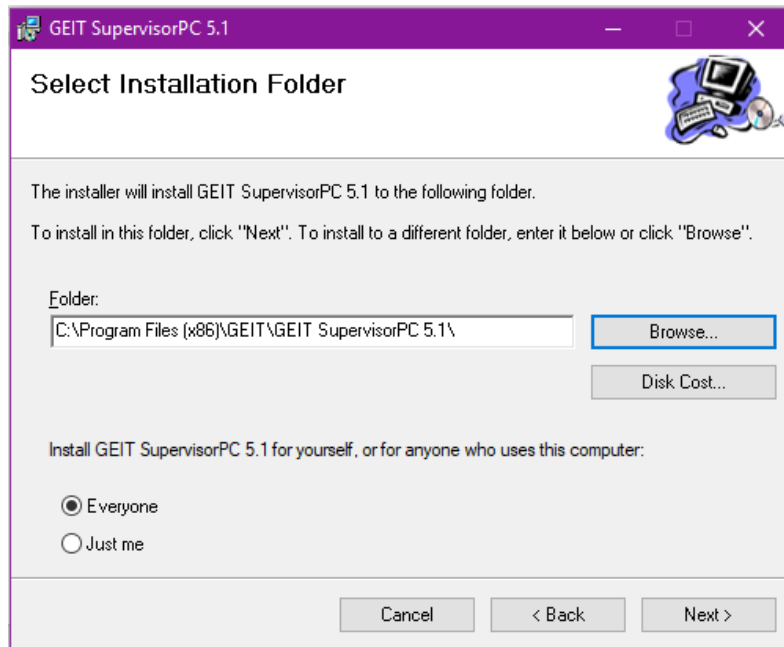 GEIT SupervisorPC 5.1
Select Installation Folder
The installer will install GEIT SupervisorPC 5.1 to the following folder.
To install in this folder, click "Next". To install to a different folder, enter it below or click "Browse".
Folder:
C:\Program Files (x86)\GEIT\GEIT SupervisorPC 5.1\
Browse...
Disk Cost...
Install GEIT SupervisorPC 5.1 for yourself, or for anyone who uses this computer:
Everyone
Just me
Cancel
< Back
Next >